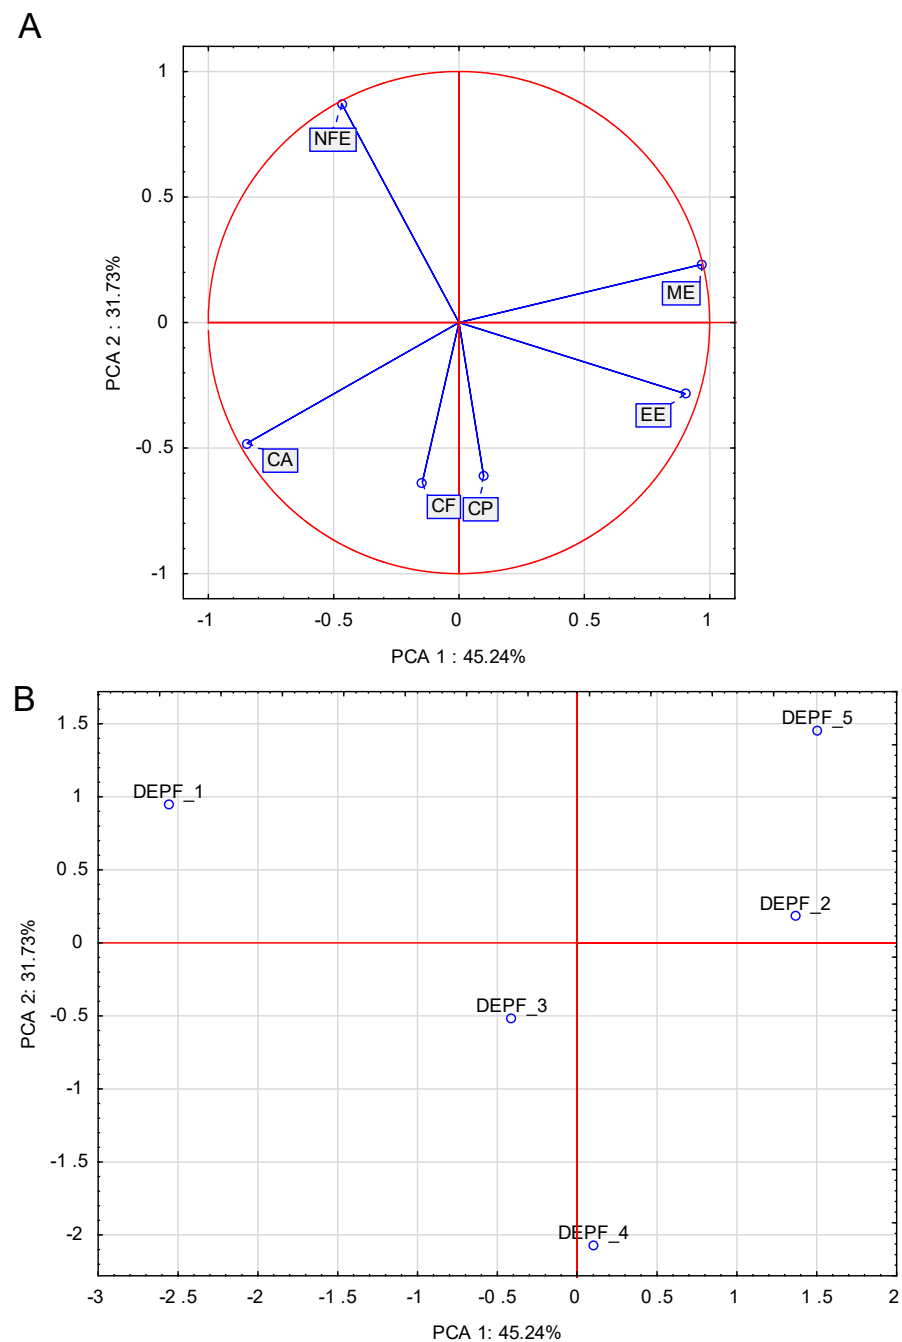 A
1
NFE
0.5
ME
0
EE
-0.5
CA
CF
CP
-1
-1
-0.5
0
0.5
1
PCA 2 : 31.73%
PCA 1 : 45.24%
B
1.5
DEPF_5
DEPF_1
1
0.5
DEPF_2
0
DEPF_3
-0.5
-1
-1.5
-2
DEPF_4
-3
-2.5
-2
-1.5
-1
-0.5
0
0.5
1
1.5
2
PCA 2: 31.73%
PCA 1: 45.24%